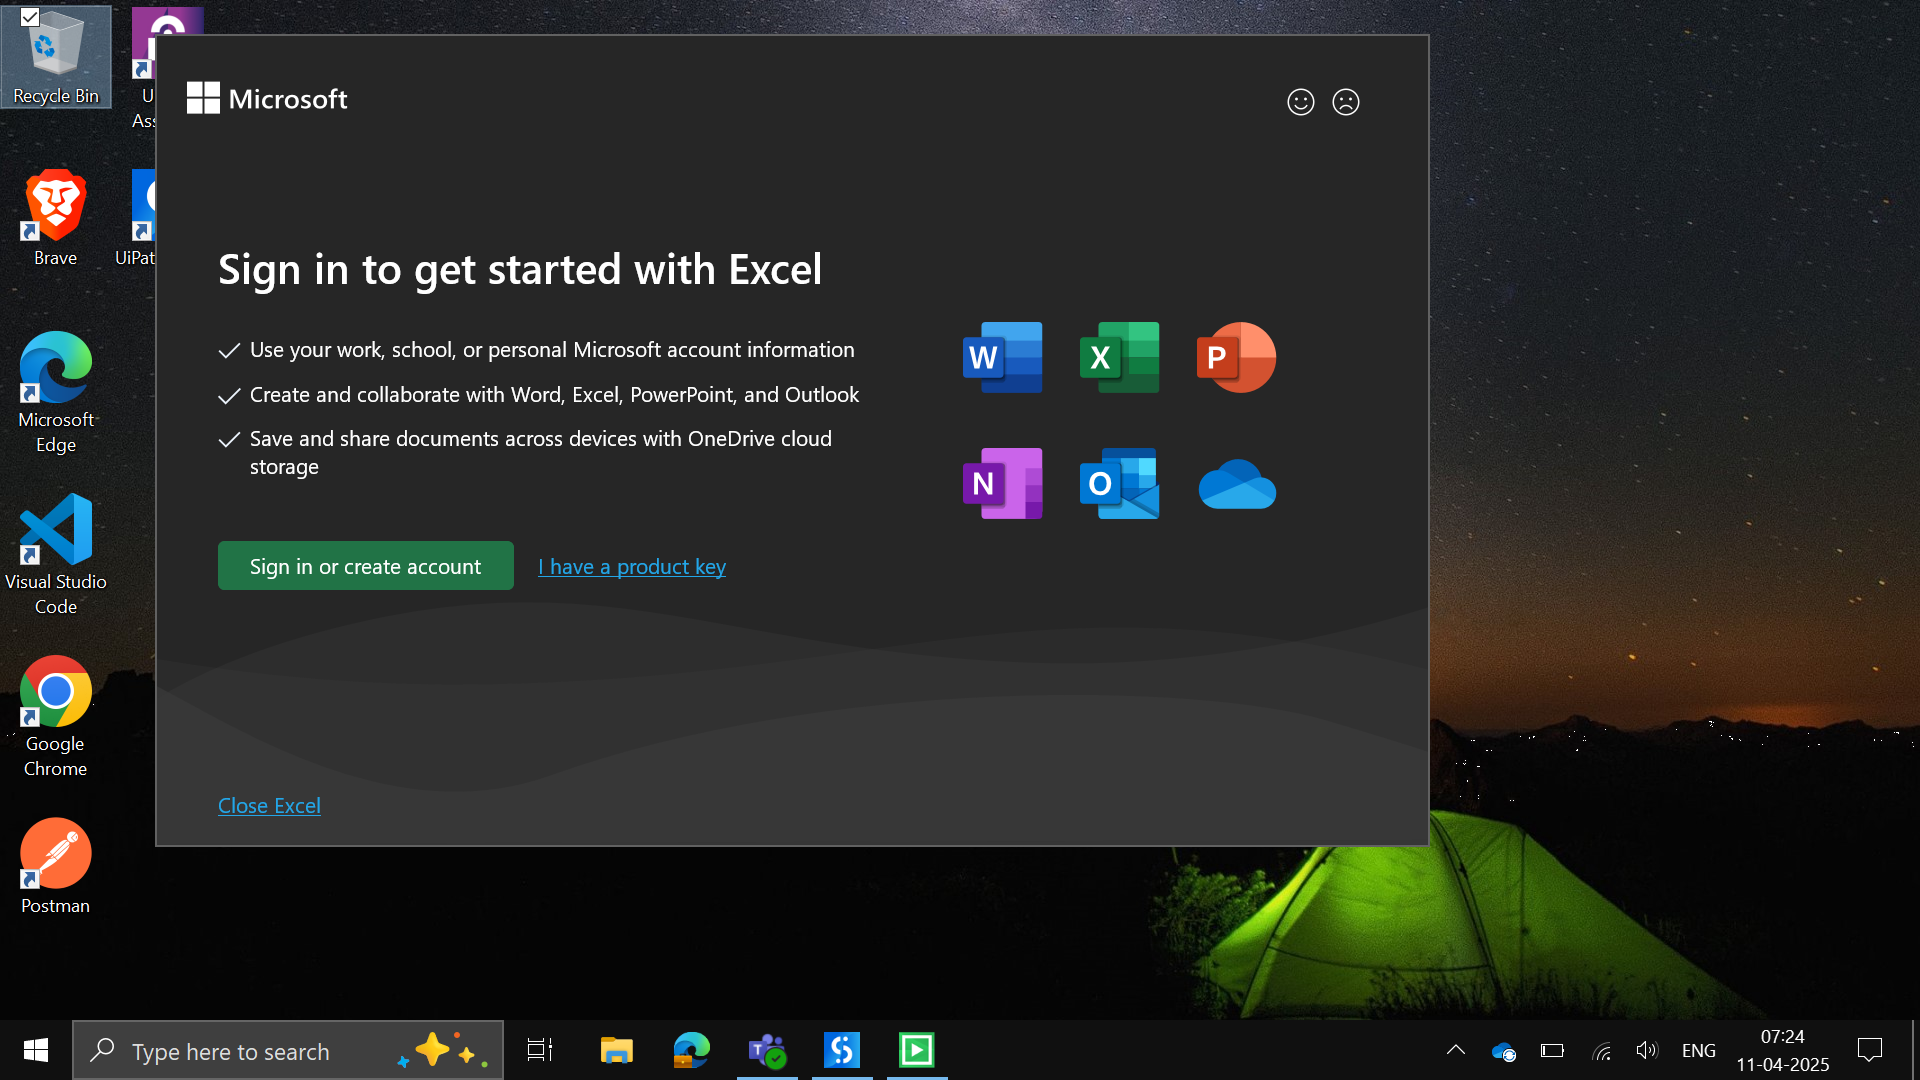 Recycle Bin
U
Ass
Brave
UiPat
Microsoft
Edge
Visual Studio
Code
Google
Chrome
Postman
Microsoft
Sign in to get started with Excel
Use your work, school, or personal Microsoft account information
Create and collaborate with Word, Excel, PowerPoint, and Outlook
Save and share documents across devices with OneDrive cloud
storage
W
X
P
N
O
Sign in or create account
I have a product key
Close Excel
Type here to search
ENG
07:24
11-04-2025